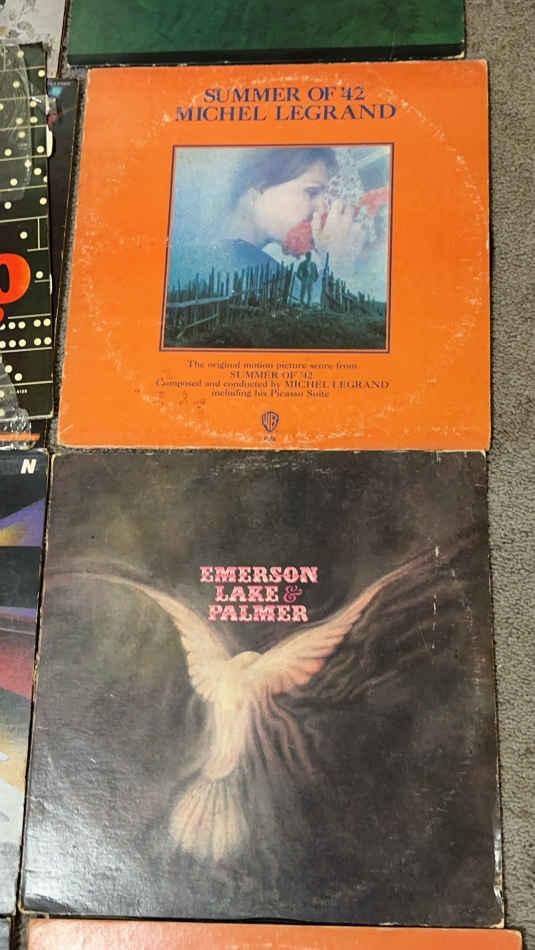 SUMMER OF '42
MICHEL LEGRAND
The original motion picture score from
SUMMER OF '42
Composed and conducted by MICHEL LEGRAND
including his Picasso Suite
WB
N
EMERSON
LAKE &
PALMER